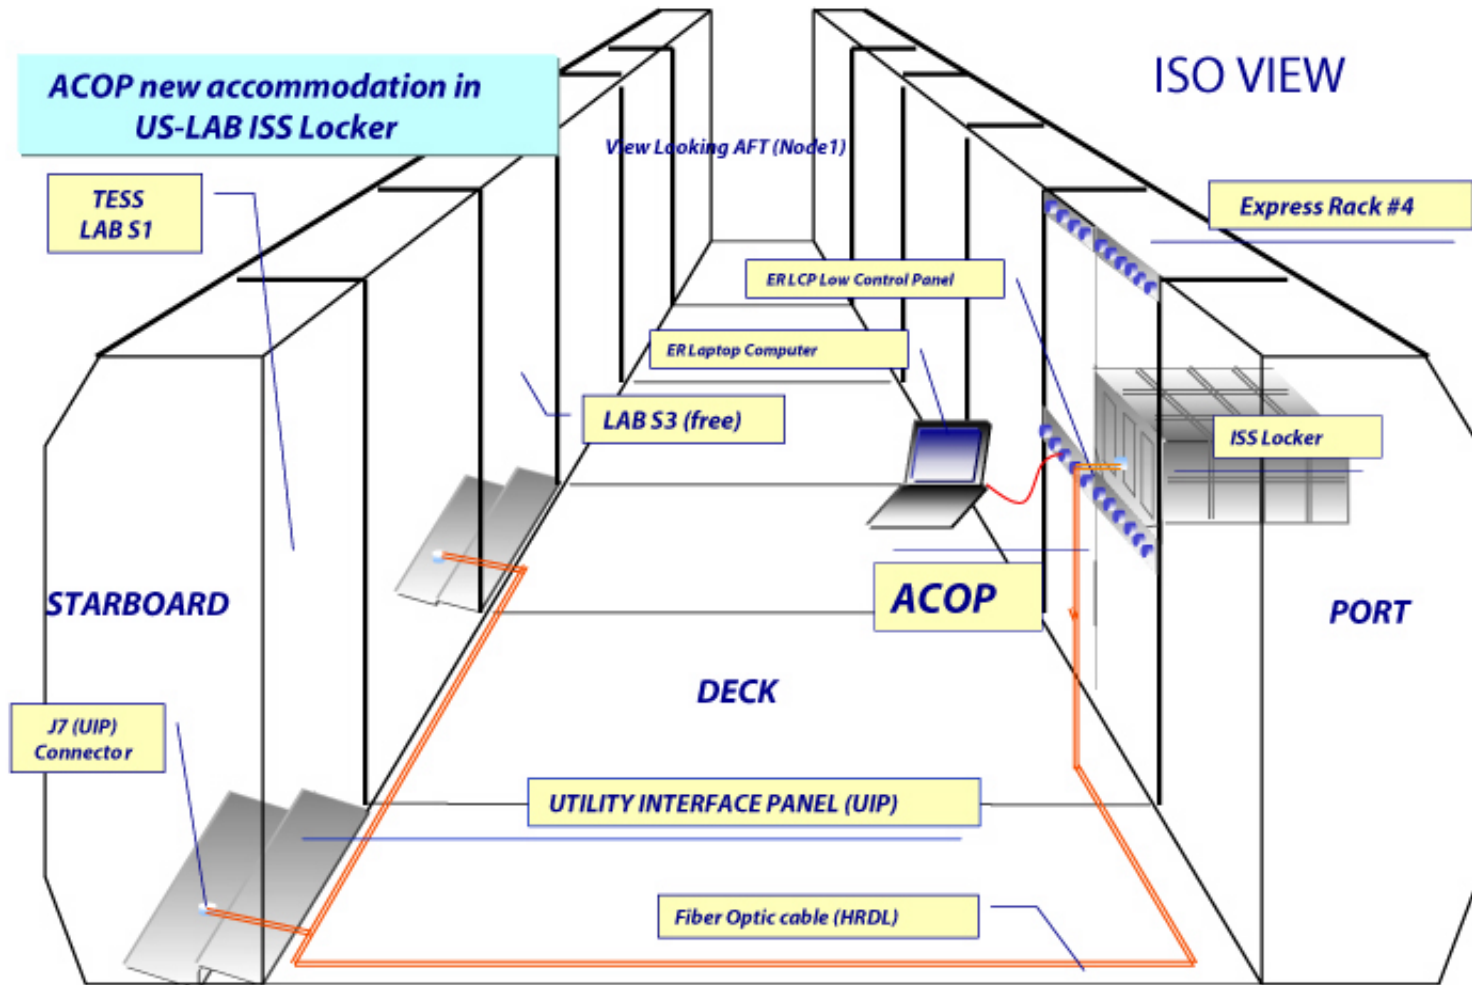 ACOP new accommodation in
US-LAB ISS Locker
ISO VIEW
View Looking AFT (Node1)
TESS
LAB S1
Express Rack #4
ER LCP Low Control Panel
ER Laptop Computer
LAB S3 (free)
ISS Locker
STARBOARD
ACOP
PORT
DECK
J7 (UIP)
Connector
UTILITY INTERFACE PANEL (UIP)
Fiber Optic cable (HRDL)